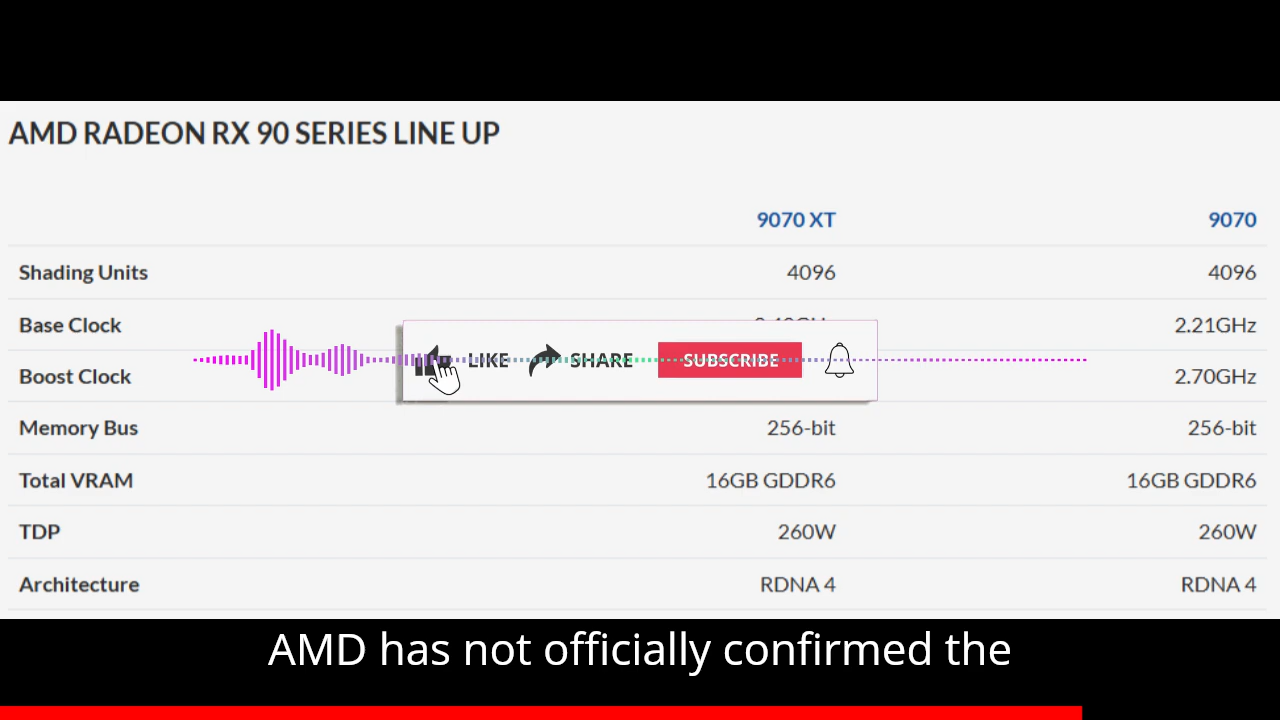 AMD RADEON RX 90 SERIES LINE UP
9070 XT 9070
Shading Units 4096 4096
Base Clock 2.21GHz
LIKE SHARE SUBSCRIBE
Boost Clock 2.70GHz
Memory Bus 256-bit 256-bit
Total VRAM 16GB GDDR6 16GB GDDR6
TDP 260W 260W
Architecture RDNA 4 RDNA 4
AMD has not officially confirmed the